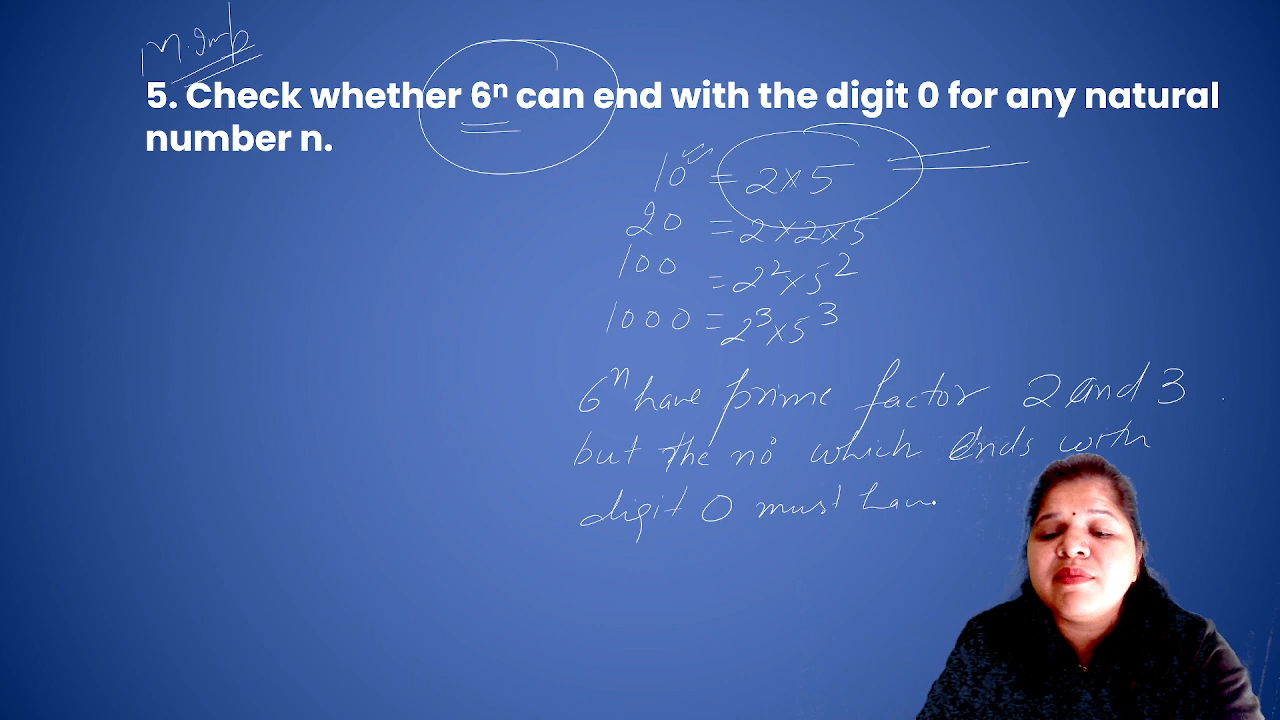 M. Imp
5. Check whether 6ⁿ can end with the digit 0 for any natural
number n.
10 = 2×5
20 = 2×2×5
100 = 2²×5²
1000 = 2³×5³
6ⁿ have prime factor 2 and 3
but the no which ends with
digit 0 must hav